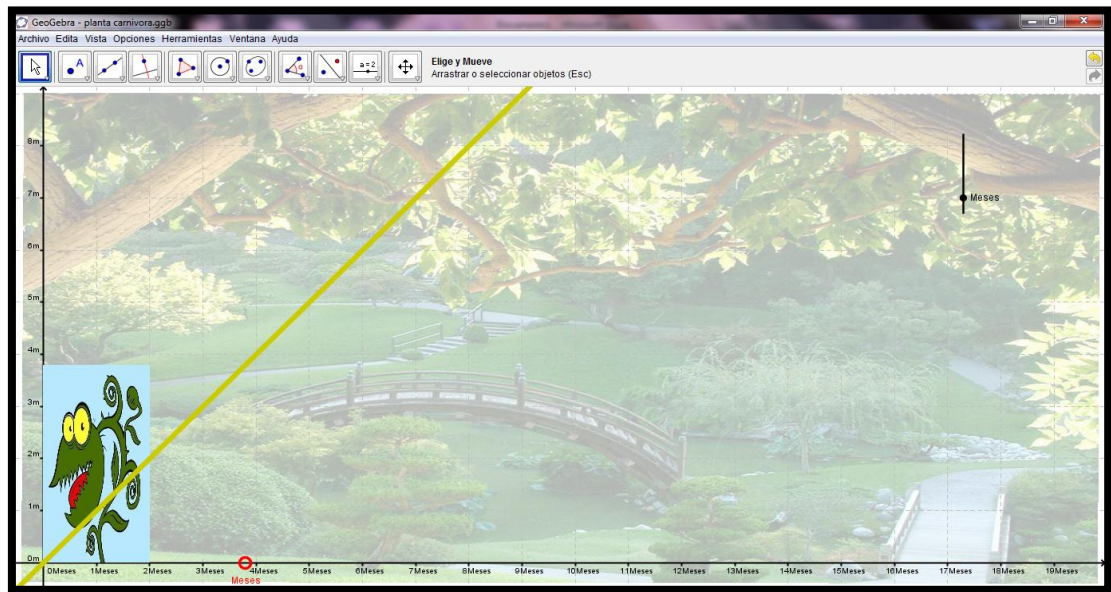 GeoGebra - planta carnivora.ggb
Archivo Edita Vista Opciones Herramientas Ventana Ayuda
A
α
a = 2
Elige y Mueve
Arrastrar o seleccionar objetos (Esc)
8m
7m
Meses
6m
5m
4m
3m
2m
1m
0m
0Meses 1Meses 2Meses 3Meses 4Meses 5Meses 6Meses 7Meses 8Meses 9Meses 10Meses 11Meses 12Meses 13Meses 14Meses 15Meses 16Meses 17Meses 18Meses 19Meses
Meses